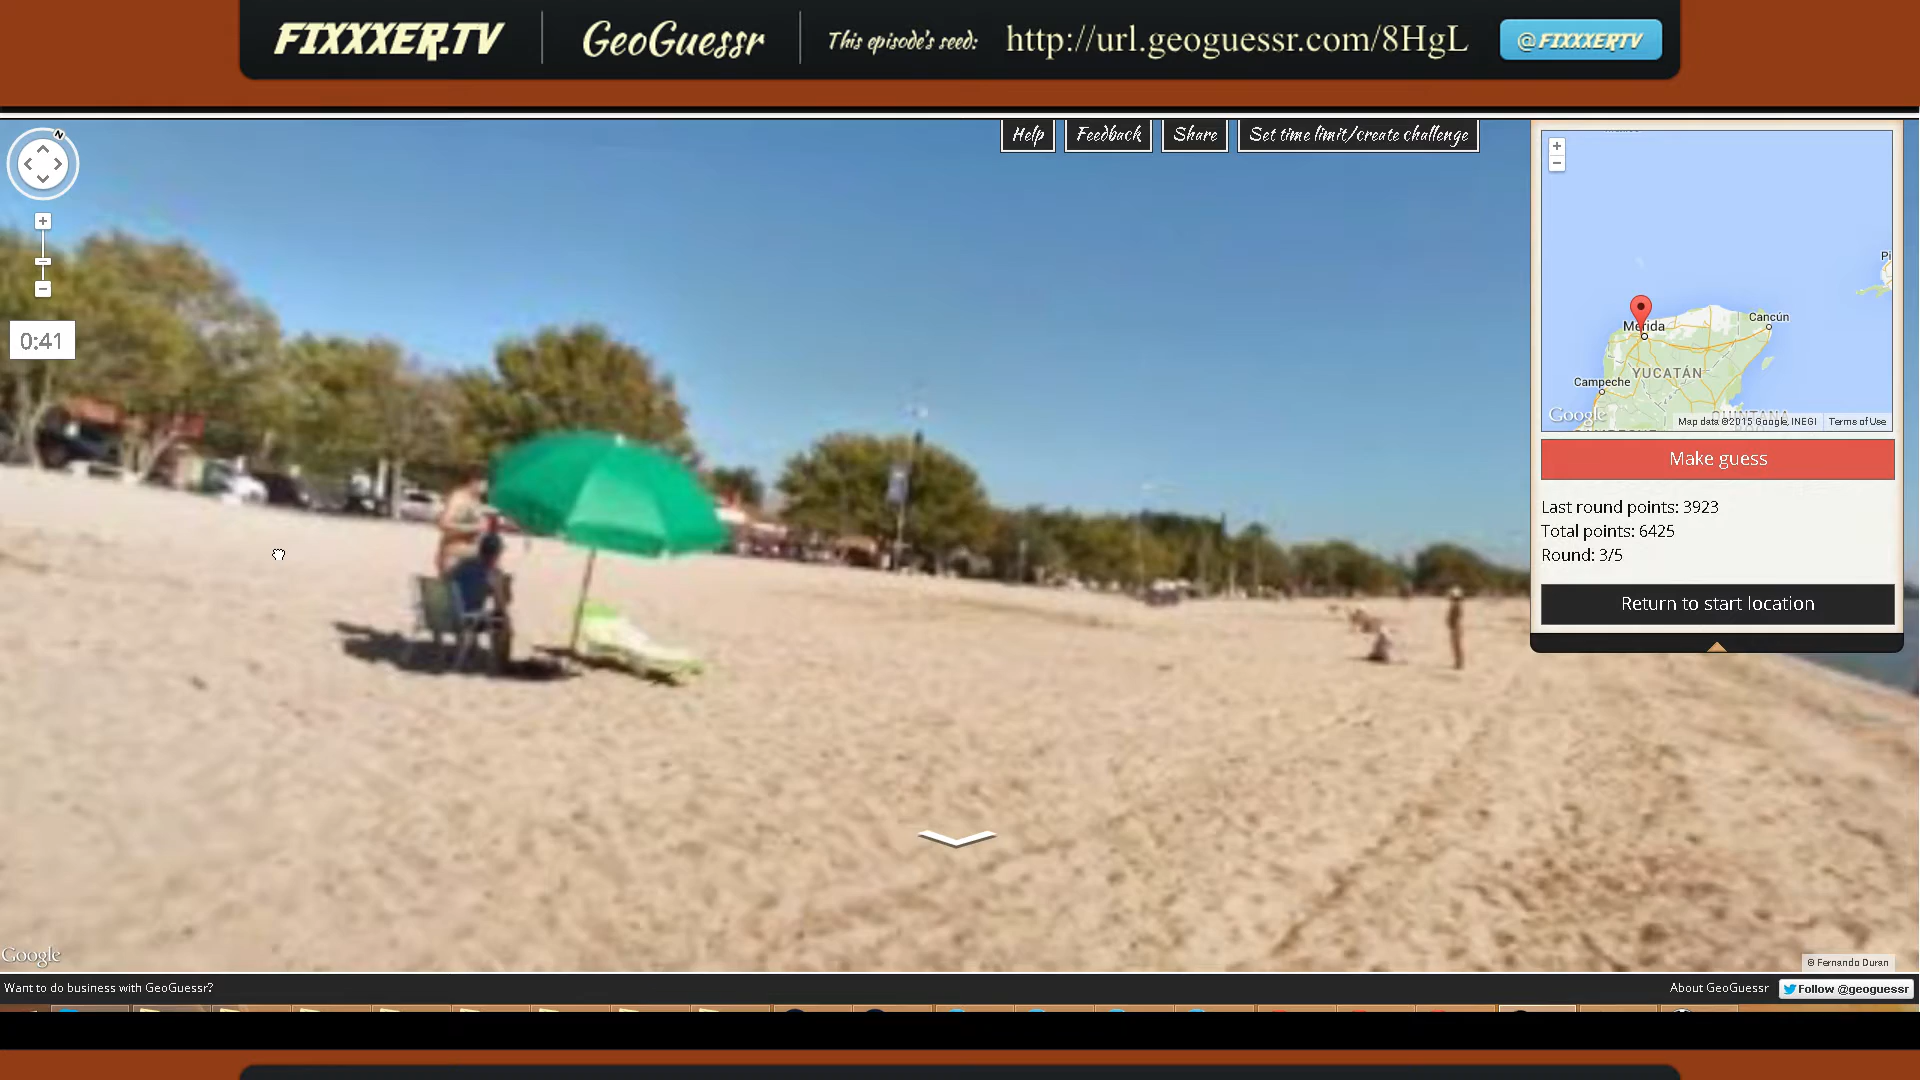 FIXXXER.TV
GeoGuessr
This episode's seed:
http://url.geoguessr.com/8HgL
@FIXXXERTV
N
Help
Feedback
Share
Set time limit/create challenge
+
−
+
−
0:41
Mérida
Cancún
YUCATÁN
Campeche
QUINTANA
Pi
Google
Map data ©2015 Google, INEGI
Terms of Use
Make guess
Last round points: 3923
Total points: 6425
Round: 3/5
Return to start location
Google
© Fernando Duran
Want to do business with GeoGuessr?
About GeoGuessr
Follow @geoguessr